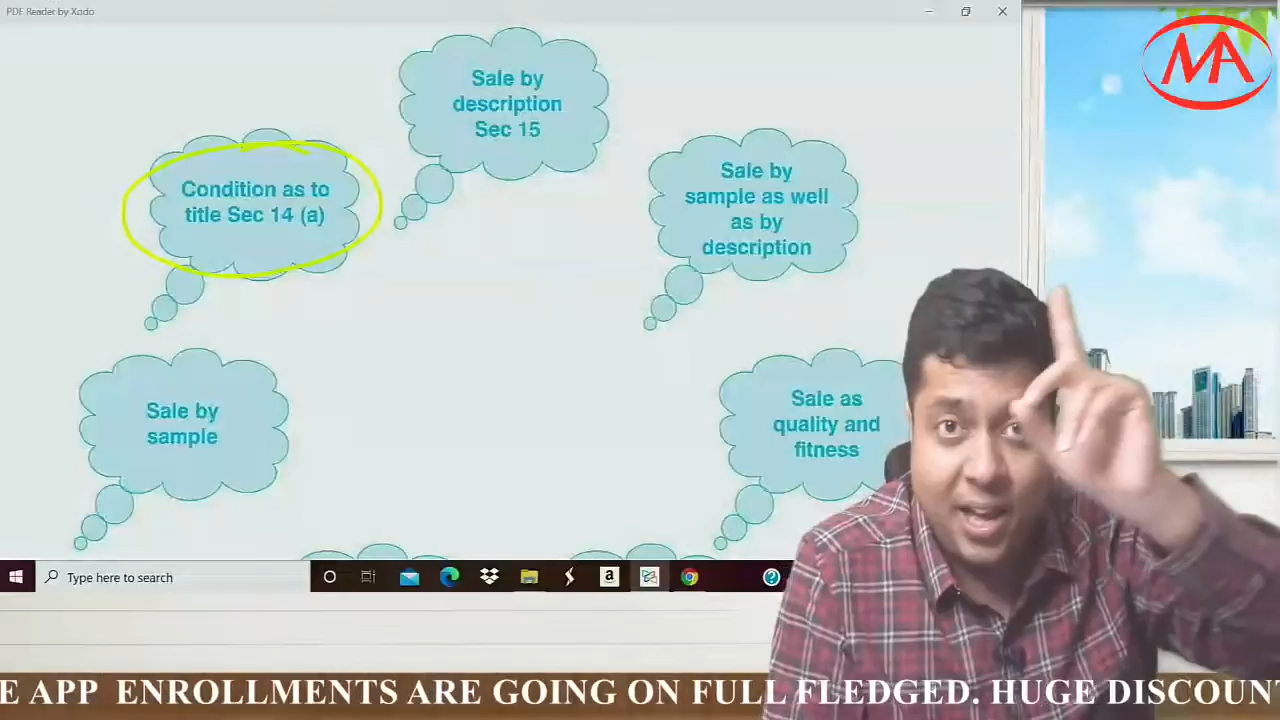 PDF Reader by Xodo
MA
Sale by
description
Sec 15
Condition as to
title Sec 14 (a)
Sale by
sample as well
as by
description
Sale by
sample
Sale as
quality and
fitness
Type here to search
a
?
E APP ENROLLMENTS ARE GOING ON FULL FLEDGED. HUGE DISCOUNT